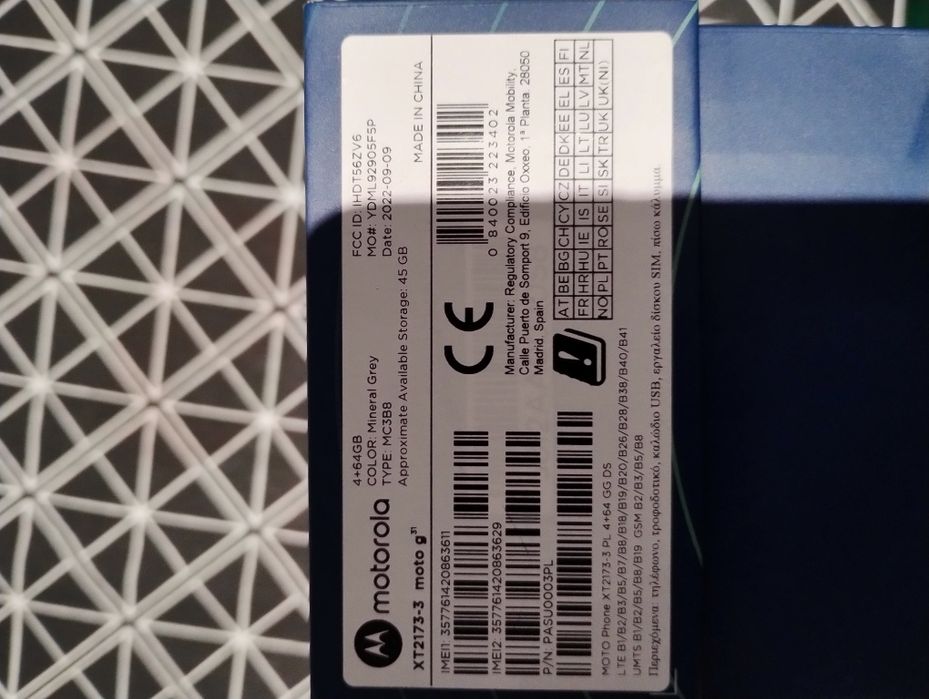 motorola
XT2173-3 moto g³¹
4+64GB
COLOR: Mineral Grey
TYPE: MC3B8
Approximate Available Storage: 45 GB
FCC ID: IHDT56ZV6
MO#: YDML92905F5P
Date: 2022-09-09
MADE IN CHINA
IMEI1: 357761420863611
IMEI2: 357761420863629
P/N PASU0003PL
CE
0 840023 223402
Manufacturer: Regulatory Compliance, Motorola Mobility,
Calle Puerto de Somport 9, Edificio Oxxeo, 1ª Planta, 28050
Madrid. Spain
AT BE BG CH CY CZ DE DK EE EL ES FI
FR HR HU IE IS IT LI LT LU LV MT NL
NO PL PT RO SE SI SK TR UK UK(NI)
MOTO Phone XT2173-3 PL 4+64 GG DS
LTE B1/B2/B3/B5/B7/B8/B18/B19/B20/B26/B28/B38/B40/B41
UMTS B1/B2/B5/B8/B19 GSM B2/B3/B5/B8
Περιεχόμενα: τηλέφωνο, τροφοδοτικό, καλώδιο USB, εργαλείο δίσκου SIM, πίσω κάλυμμα